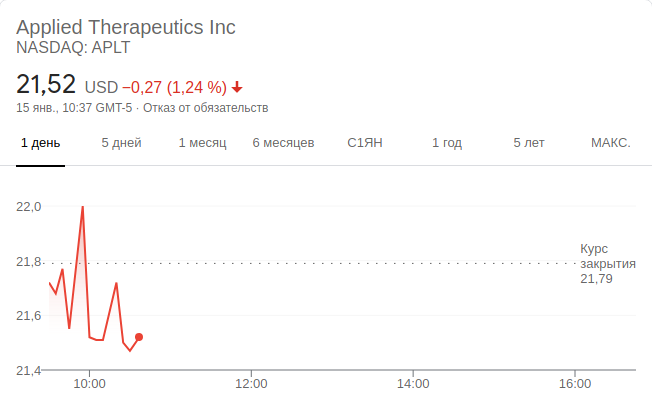 Applied Therapeutics Inc
NASDAQ: APLT
21,52 USD −0,27 (1,24 %)
15 янв., 10:37 GMT-5 · Отказ от обязательств
1 день 5 дней 1 месяц 6 месяцев С1ЯН 1 год 5 лет МАКС.
22,0
21,8
21,6
21,4
Курс
закрытия
21,79
10:00 12:00 14:00 16:00